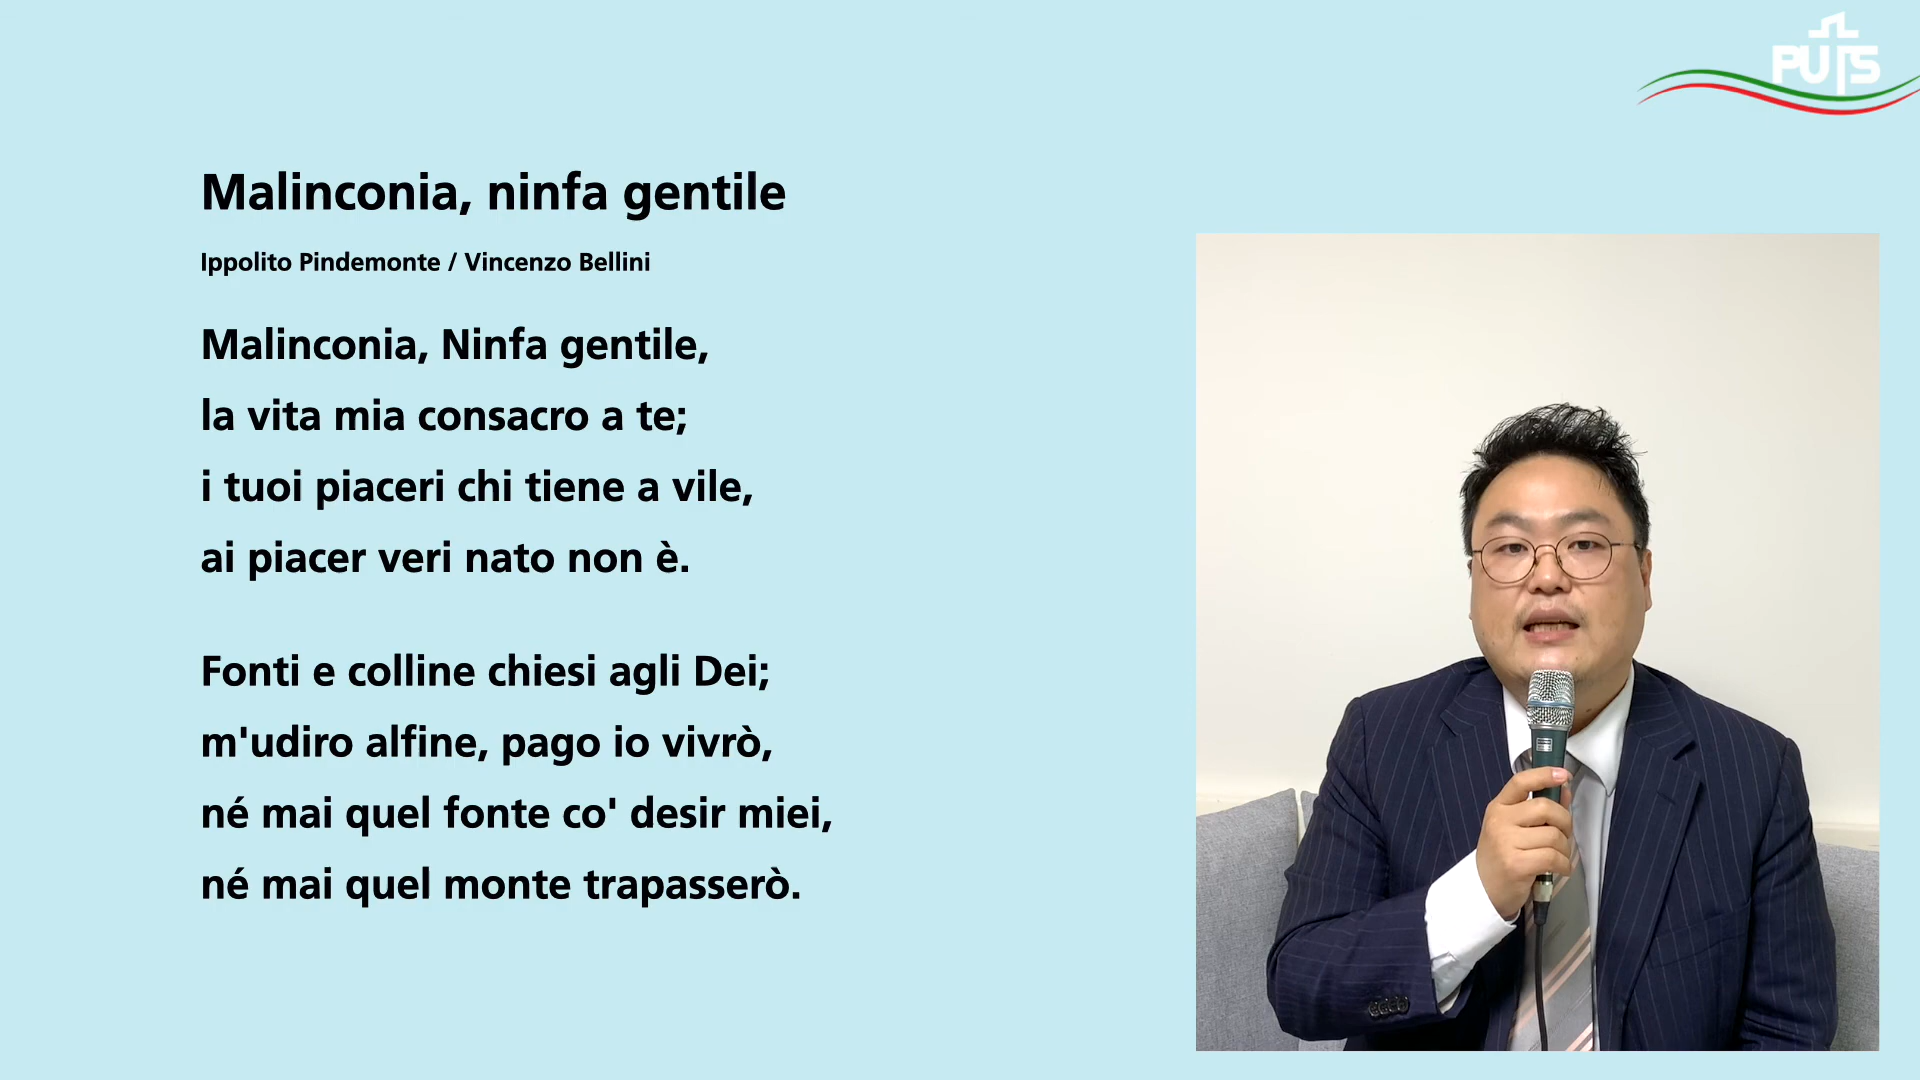 PUTS
Malinconia, ninfa gentile
Ippolito Pindemonte / Vincenzo Bellini
Malinconia, Ninfa gentile,
la vita mia consacro a te;
i tuoi piaceri chi tiene a vile,
ai piacer veri nato non è.
Fonti e colline chiesi agli Dei;
m'udiro alfine, pago io vivrò,
né mai quel fonte co' desir miei,
né mai quel monte trapasserò.